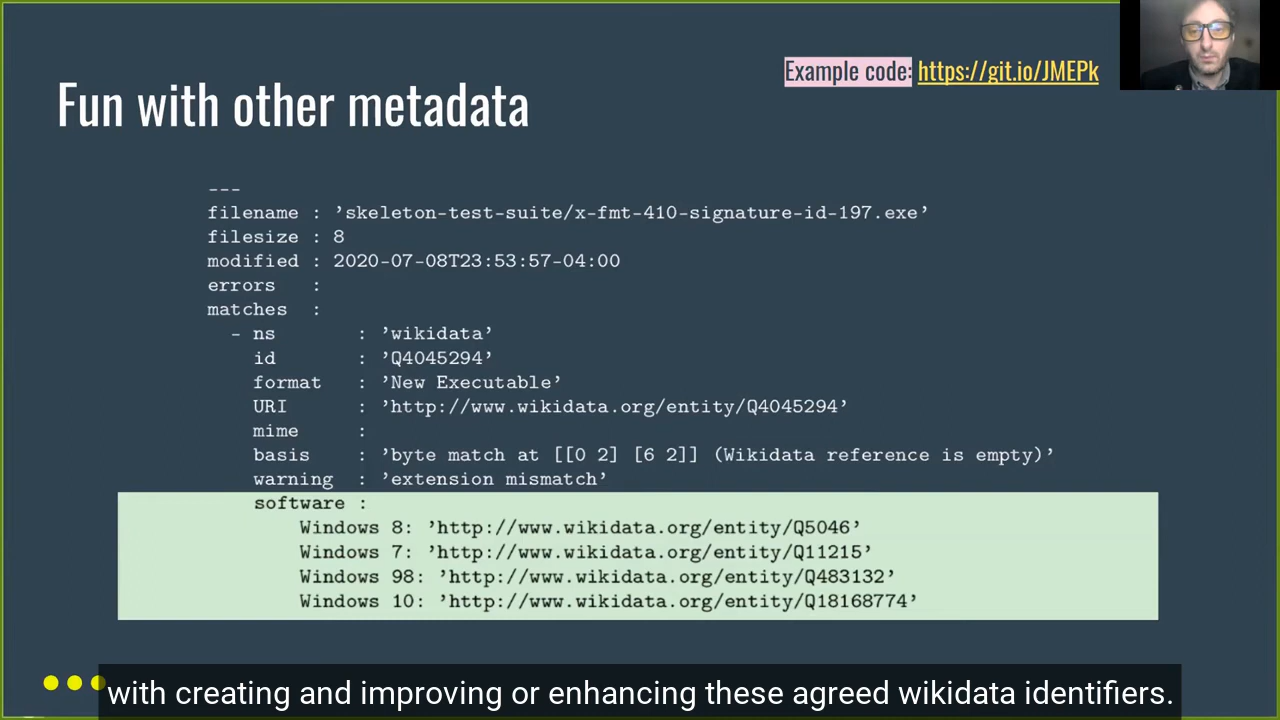 Example code: https://git.io/JMEPk
Fun with other metadata
---
filename : ’skeleton-test-suite/x-fmt-410-signature-id-197.exe’
filesize : 8
modified : 2020-07-08T23:53:57-04:00
errors   :
matches  :
  - ns      : ’wikidata’
    id      : ’Q4045294’
    format  : ’New Executable’
    URI     : ’http://www.wikidata.org/entity/Q4045294’
    mime    :
    basis   : ’byte match at [[0 2] [6 2]] (Wikidata reference is empty)’
    warning : ’extension mismatch’
    software :
        Windows 8: ’http://www.wikidata.org/entity/Q5046’
        Windows 7: ’http://www.wikidata.org/entity/Q11215’
        Windows 98: ’http://www.wikidata.org/entity/Q483132’
        Windows 10: ’http://www.wikidata.org/entity/Q18168774’
with creating and improving or enhancing these agreed wikidata identifiers.